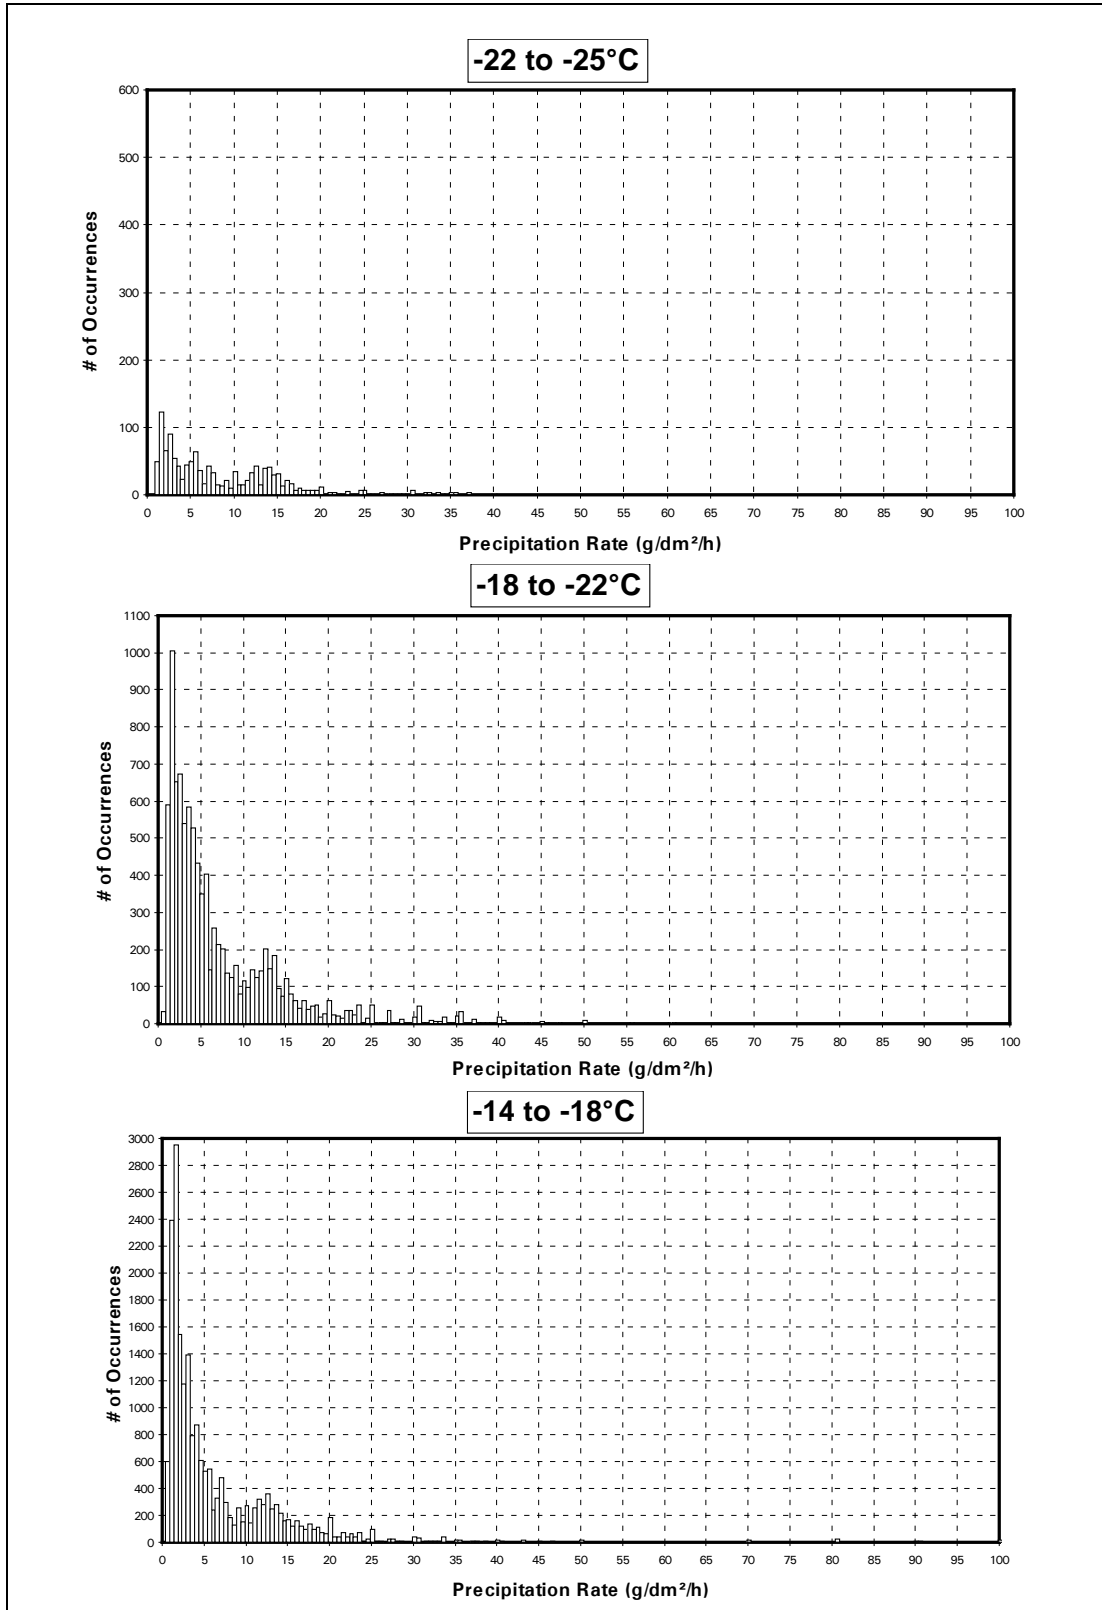 -22 to -25°C
600
500
400
300
200
100
0
# of Occurrences
0 5 10 15 20 25 30 35 40 45 50 55 60 65 70 75 80 85 90 95 100
Precipitation Rate (g/dm²/h)
-18 to -22°C
1100
1000
900
800
700
600
500
400
300
200
100
0
# of Occurrences
0 5 10 15 20 25 30 35 40 45 50 55 60 65 70 75 80 85 90 95 100
Precipitation Rate (g/dm²/h)
-14 to -18°C
3000
2800
2600
2400
2200
2000
1800
1600
1400
1200
1000
800
600
400
200
0
# of Occurrences
0 5 10 15 20 25 30 35 40 45 50 55 60 65 70 75 80 85 90 95 100
Precipitation Rate (g/dm²/h)